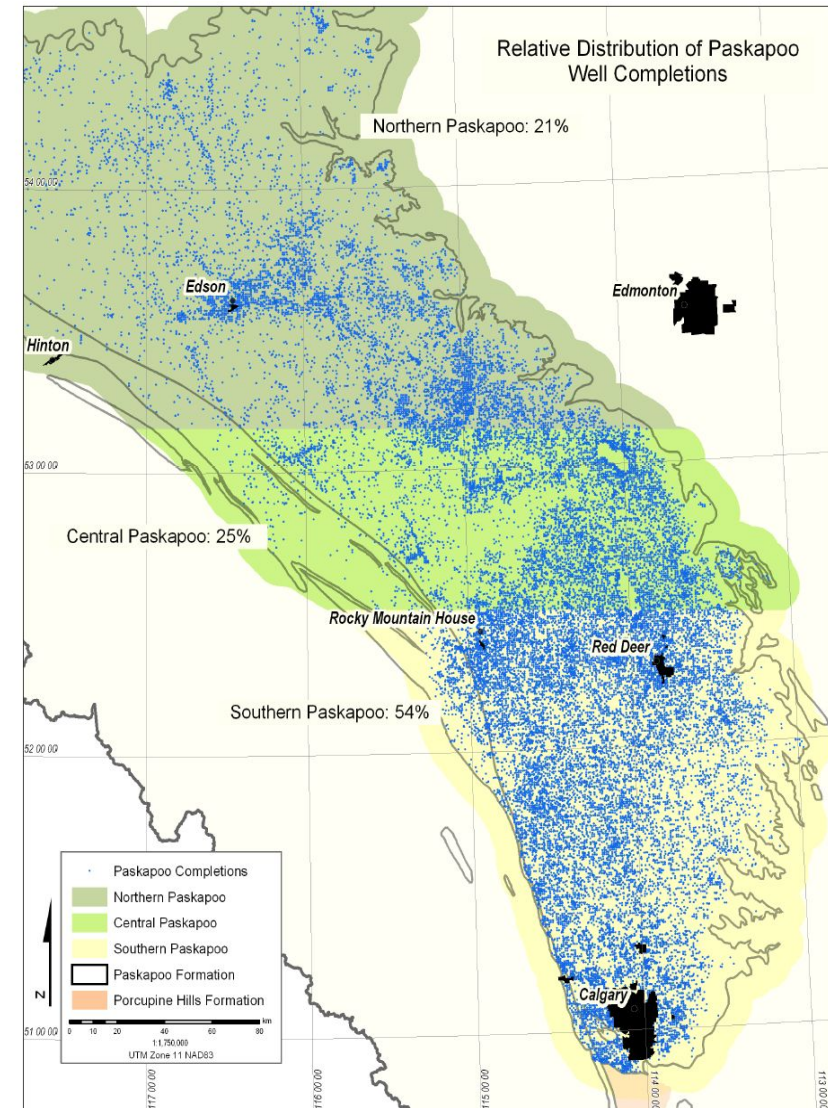 Relative Distribution of Paskapoo
Well Completions
Northern Paskapoo: 21%
54 00 00
Edson
Edmonton
Hinton
53 00 00
Central Paskapoo: 25%
Rocky Mountain House
Red Deer
Southern Paskapoo: 54%
52 00 00
Paskapoo Completions
Northern Paskapoo
Central Paskapoo
Southern Paskapoo
Paskapoo Formation
Porcupine Hills Formation
km
0 10 20 40 60 80
1:1,750,000
UTM Zone 11 NAD83
N
Calgary
51 00 00
117 00 00
116 00 00
115 00 00
114 00 00
113 00 00